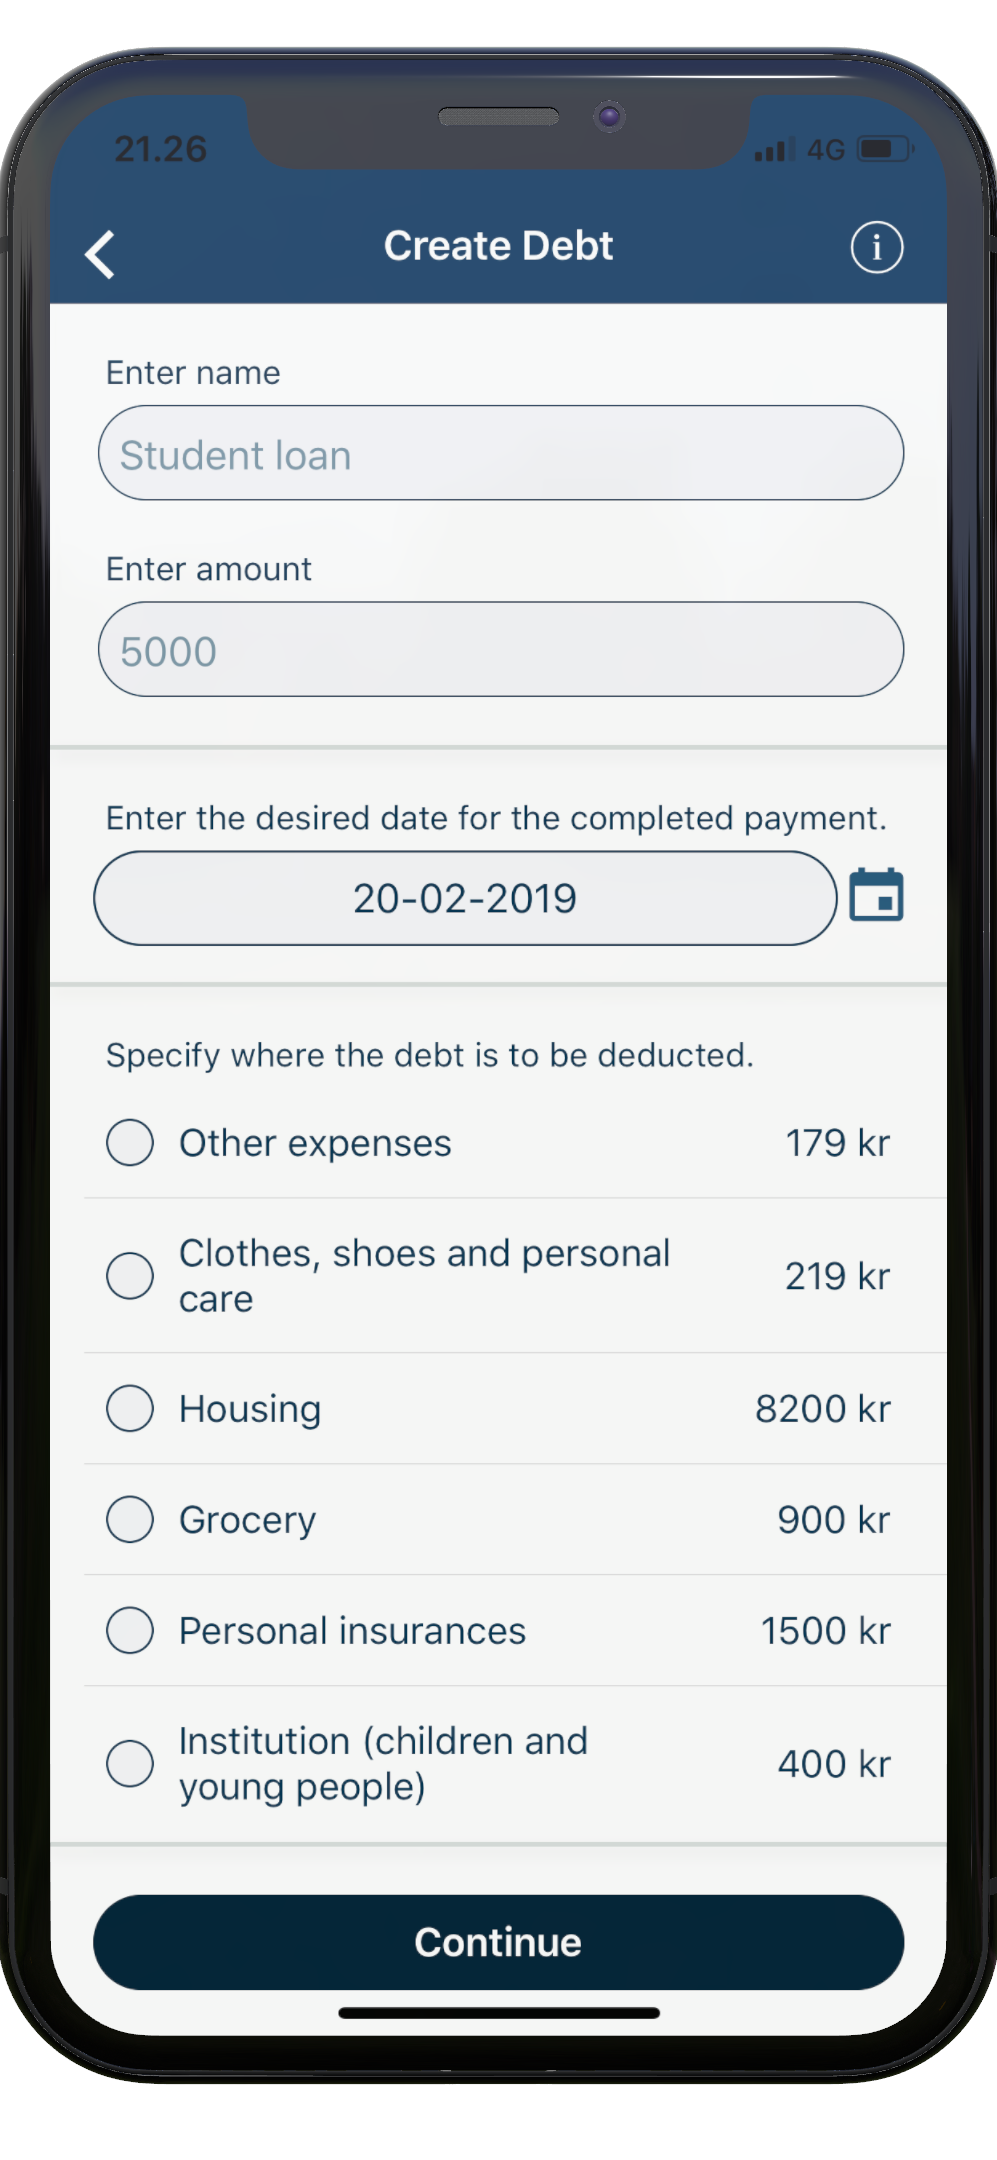 21.26
4G
Create Debt
i
Enter name
Student loan
Enter amount
5000
Enter the desired date for the completed payment.
20-02-2019
Specify where the debt is to be deducted.
Other expenses 179 kr
Clothes, shoes and personal
care
219 kr
Housing 8200 kr
Grocery 900 kr
Personal insurances 1500 kr
Institution (children and
young people)
400 kr
Continue